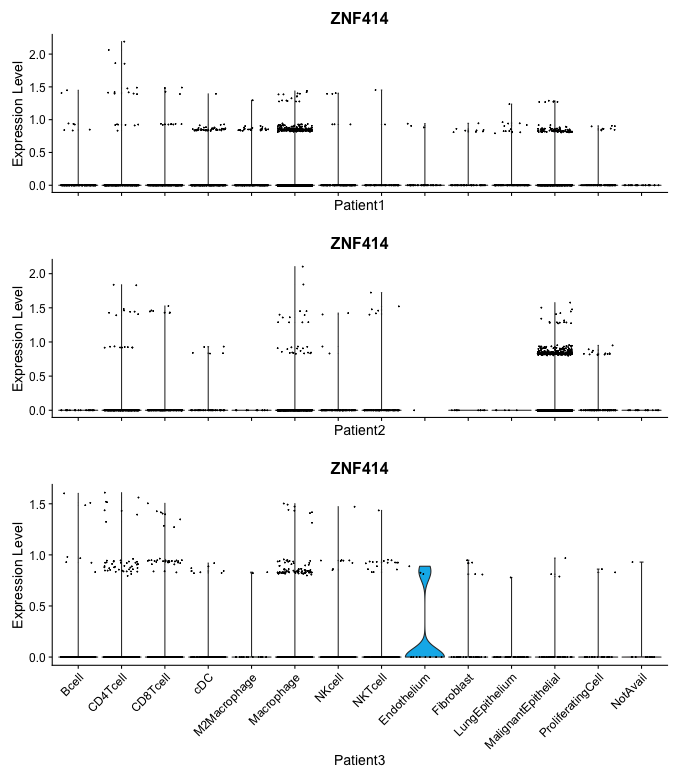 ZNF414
Expression Level
2.0
1.5
1.0
0.5
0.0
Patient1
ZNF414
Expression Level
2.0
1.5
1.0
0.5
0.0
Patient2
ZNF414
Expression Level
1.5
1.0
0.5
0.0
Bcell
CD4Tcell
CD8Tcell
cDC
M2Macrophage
Macrophage
NKcell
NKTcell
Endothelium
Fibroblast
LungEpithelium
MalignantEpithelial
ProliferatingCell
NotAvail
Patient3